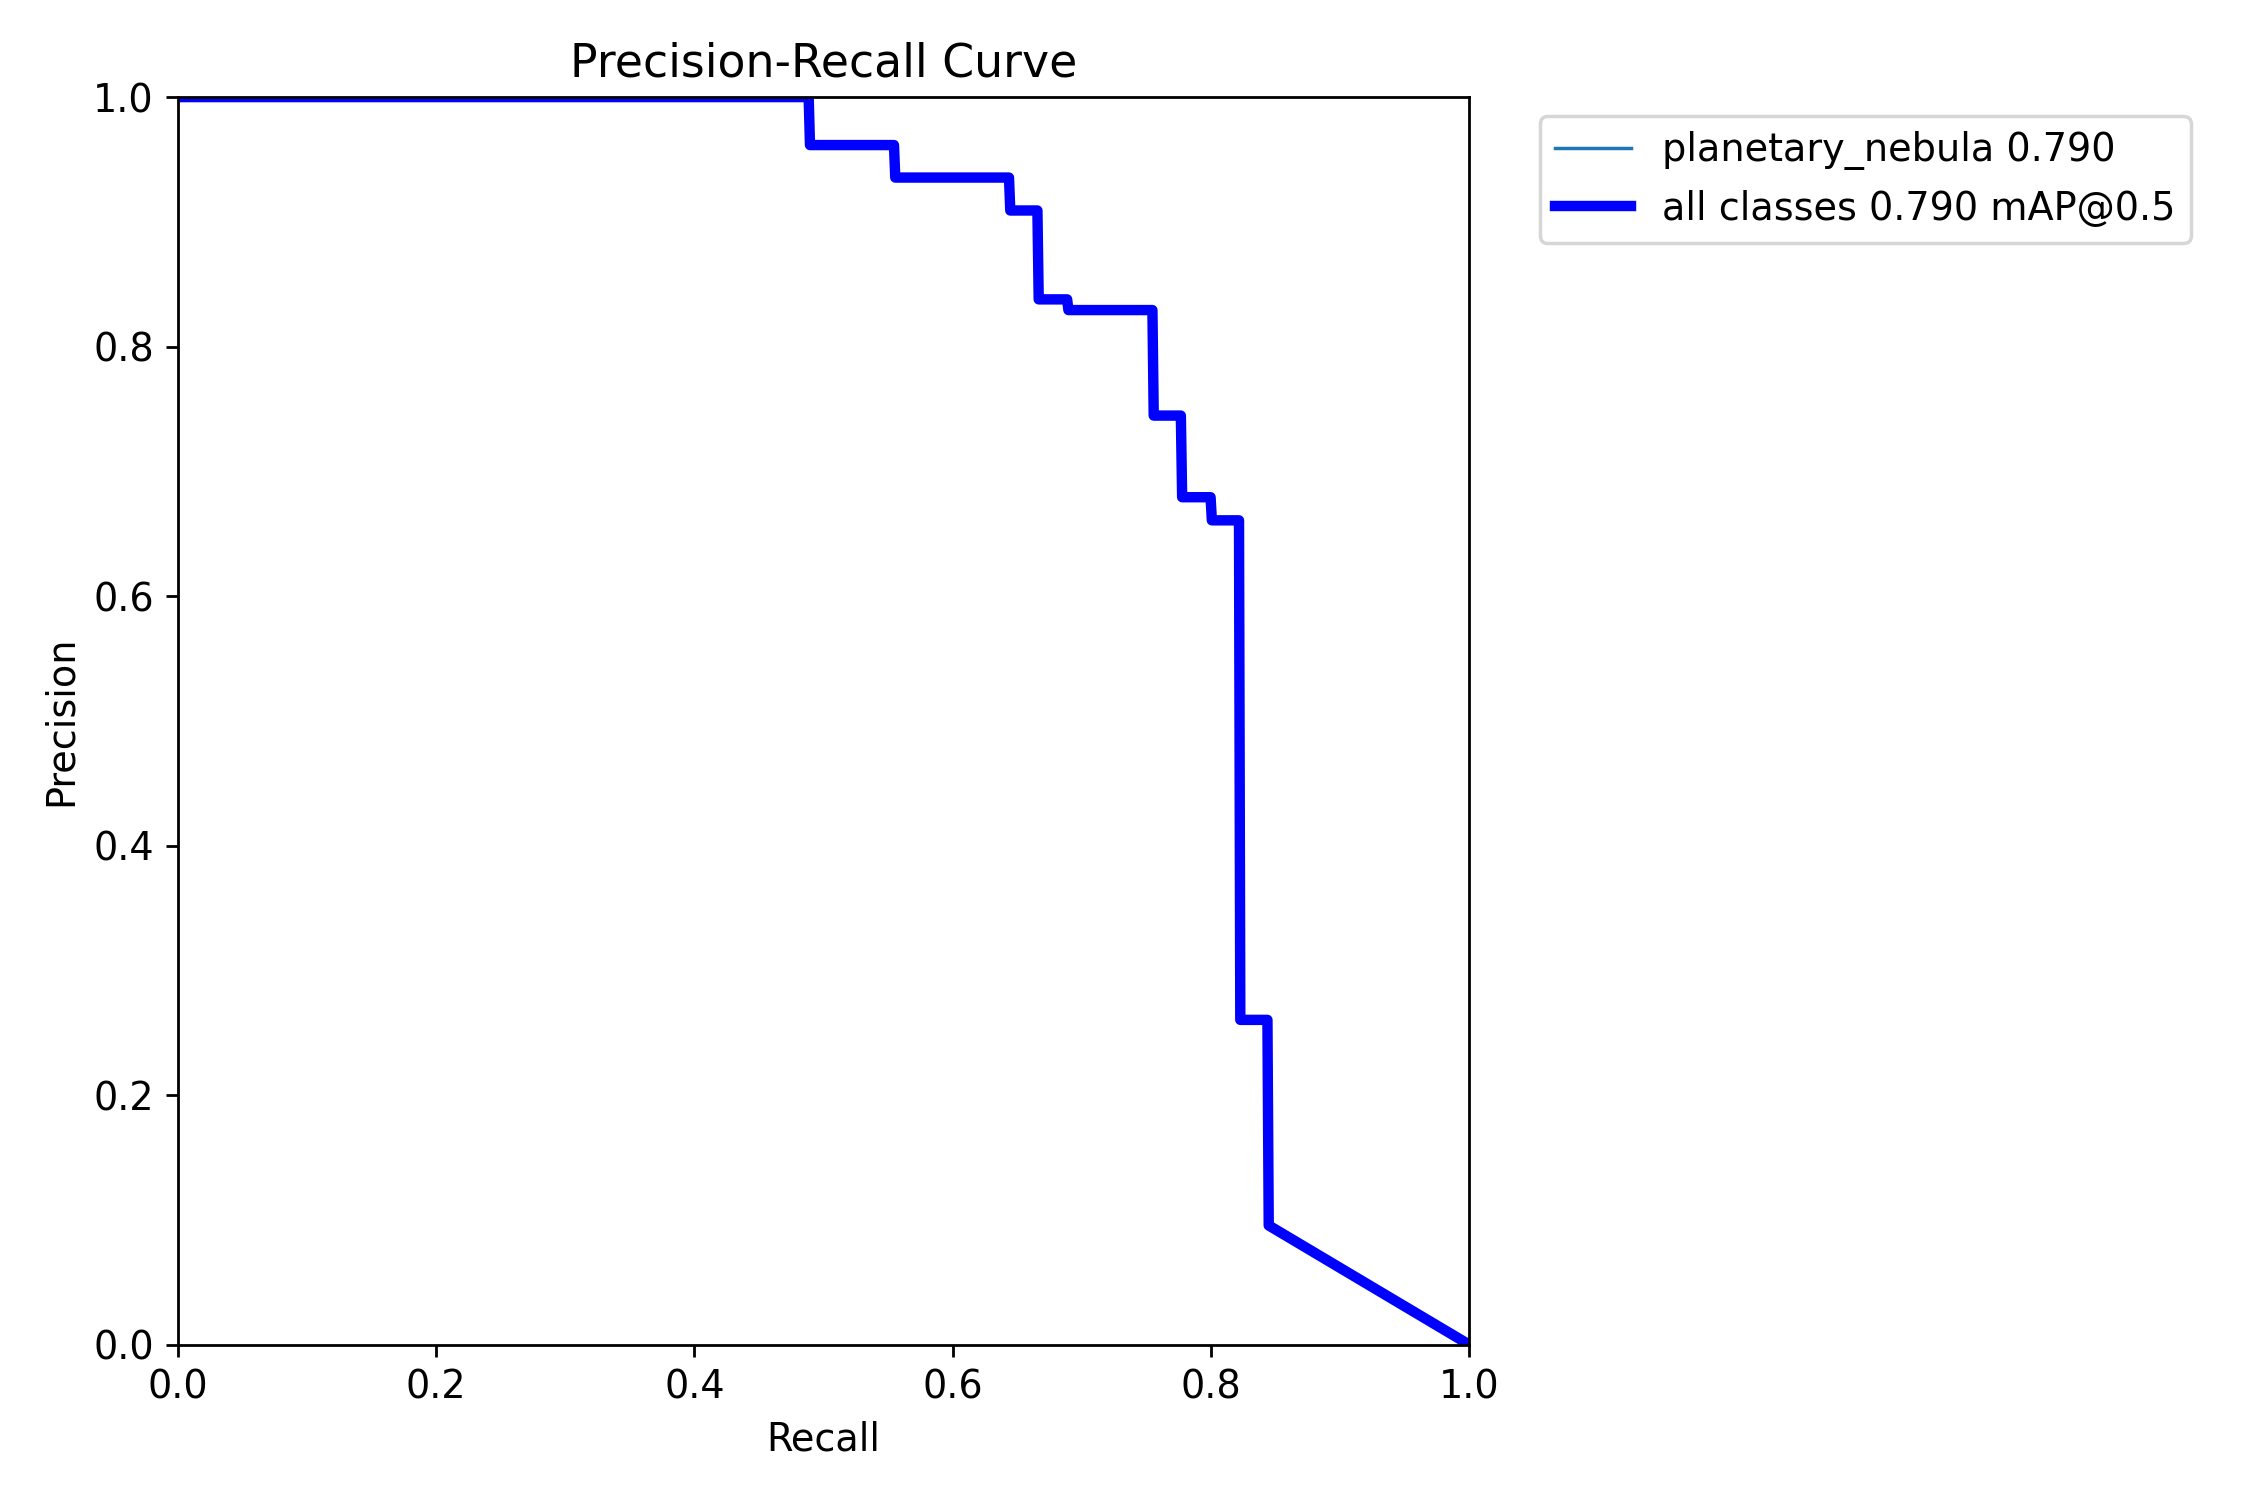 Precision-Recall Curve
1.0
0.8
0.6
0.4
0.2
0.0
Precision
0.0 0.2 0.4 0.6 0.8 1.0
Recall
planetary_nebula 0.790
all classes 0.790 mAP@0.5